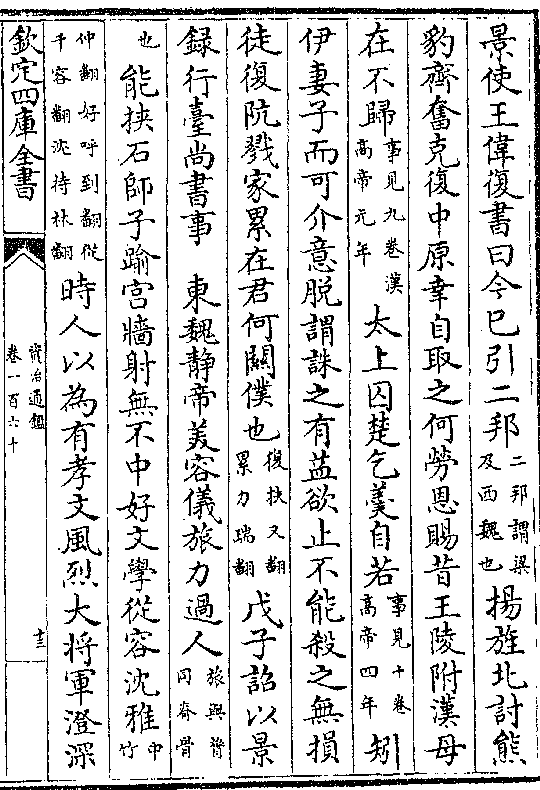 景使王偉復書曰今已引二邦二邦謂梁及西魏也揚旌北討熊
豹齊奮克復中原幸自取之何勞恩賜昔王陵附漢母
在不歸事見九卷漢高帝元年太上囚楚乞羮自若事見十卷高帝四年矧
伊妻子而可介意脱謂誅之有益欲止不能殺之無損
徒復阬戮家累在君何關僕也復扶又翻累力瑞翻戊子詔以景
録行臺尚書事 東魏静帝美容儀旅力過人旅與膂同脊骨
也能挟石師子踰宫牆射無不中好文學從容沈雅中竹
仲翻好呼到翻從千容翻沈持林翻時人以為有孝文風烈大將軍澄深
欽定四庫全書
資治通鑑
卷一百六十
十三